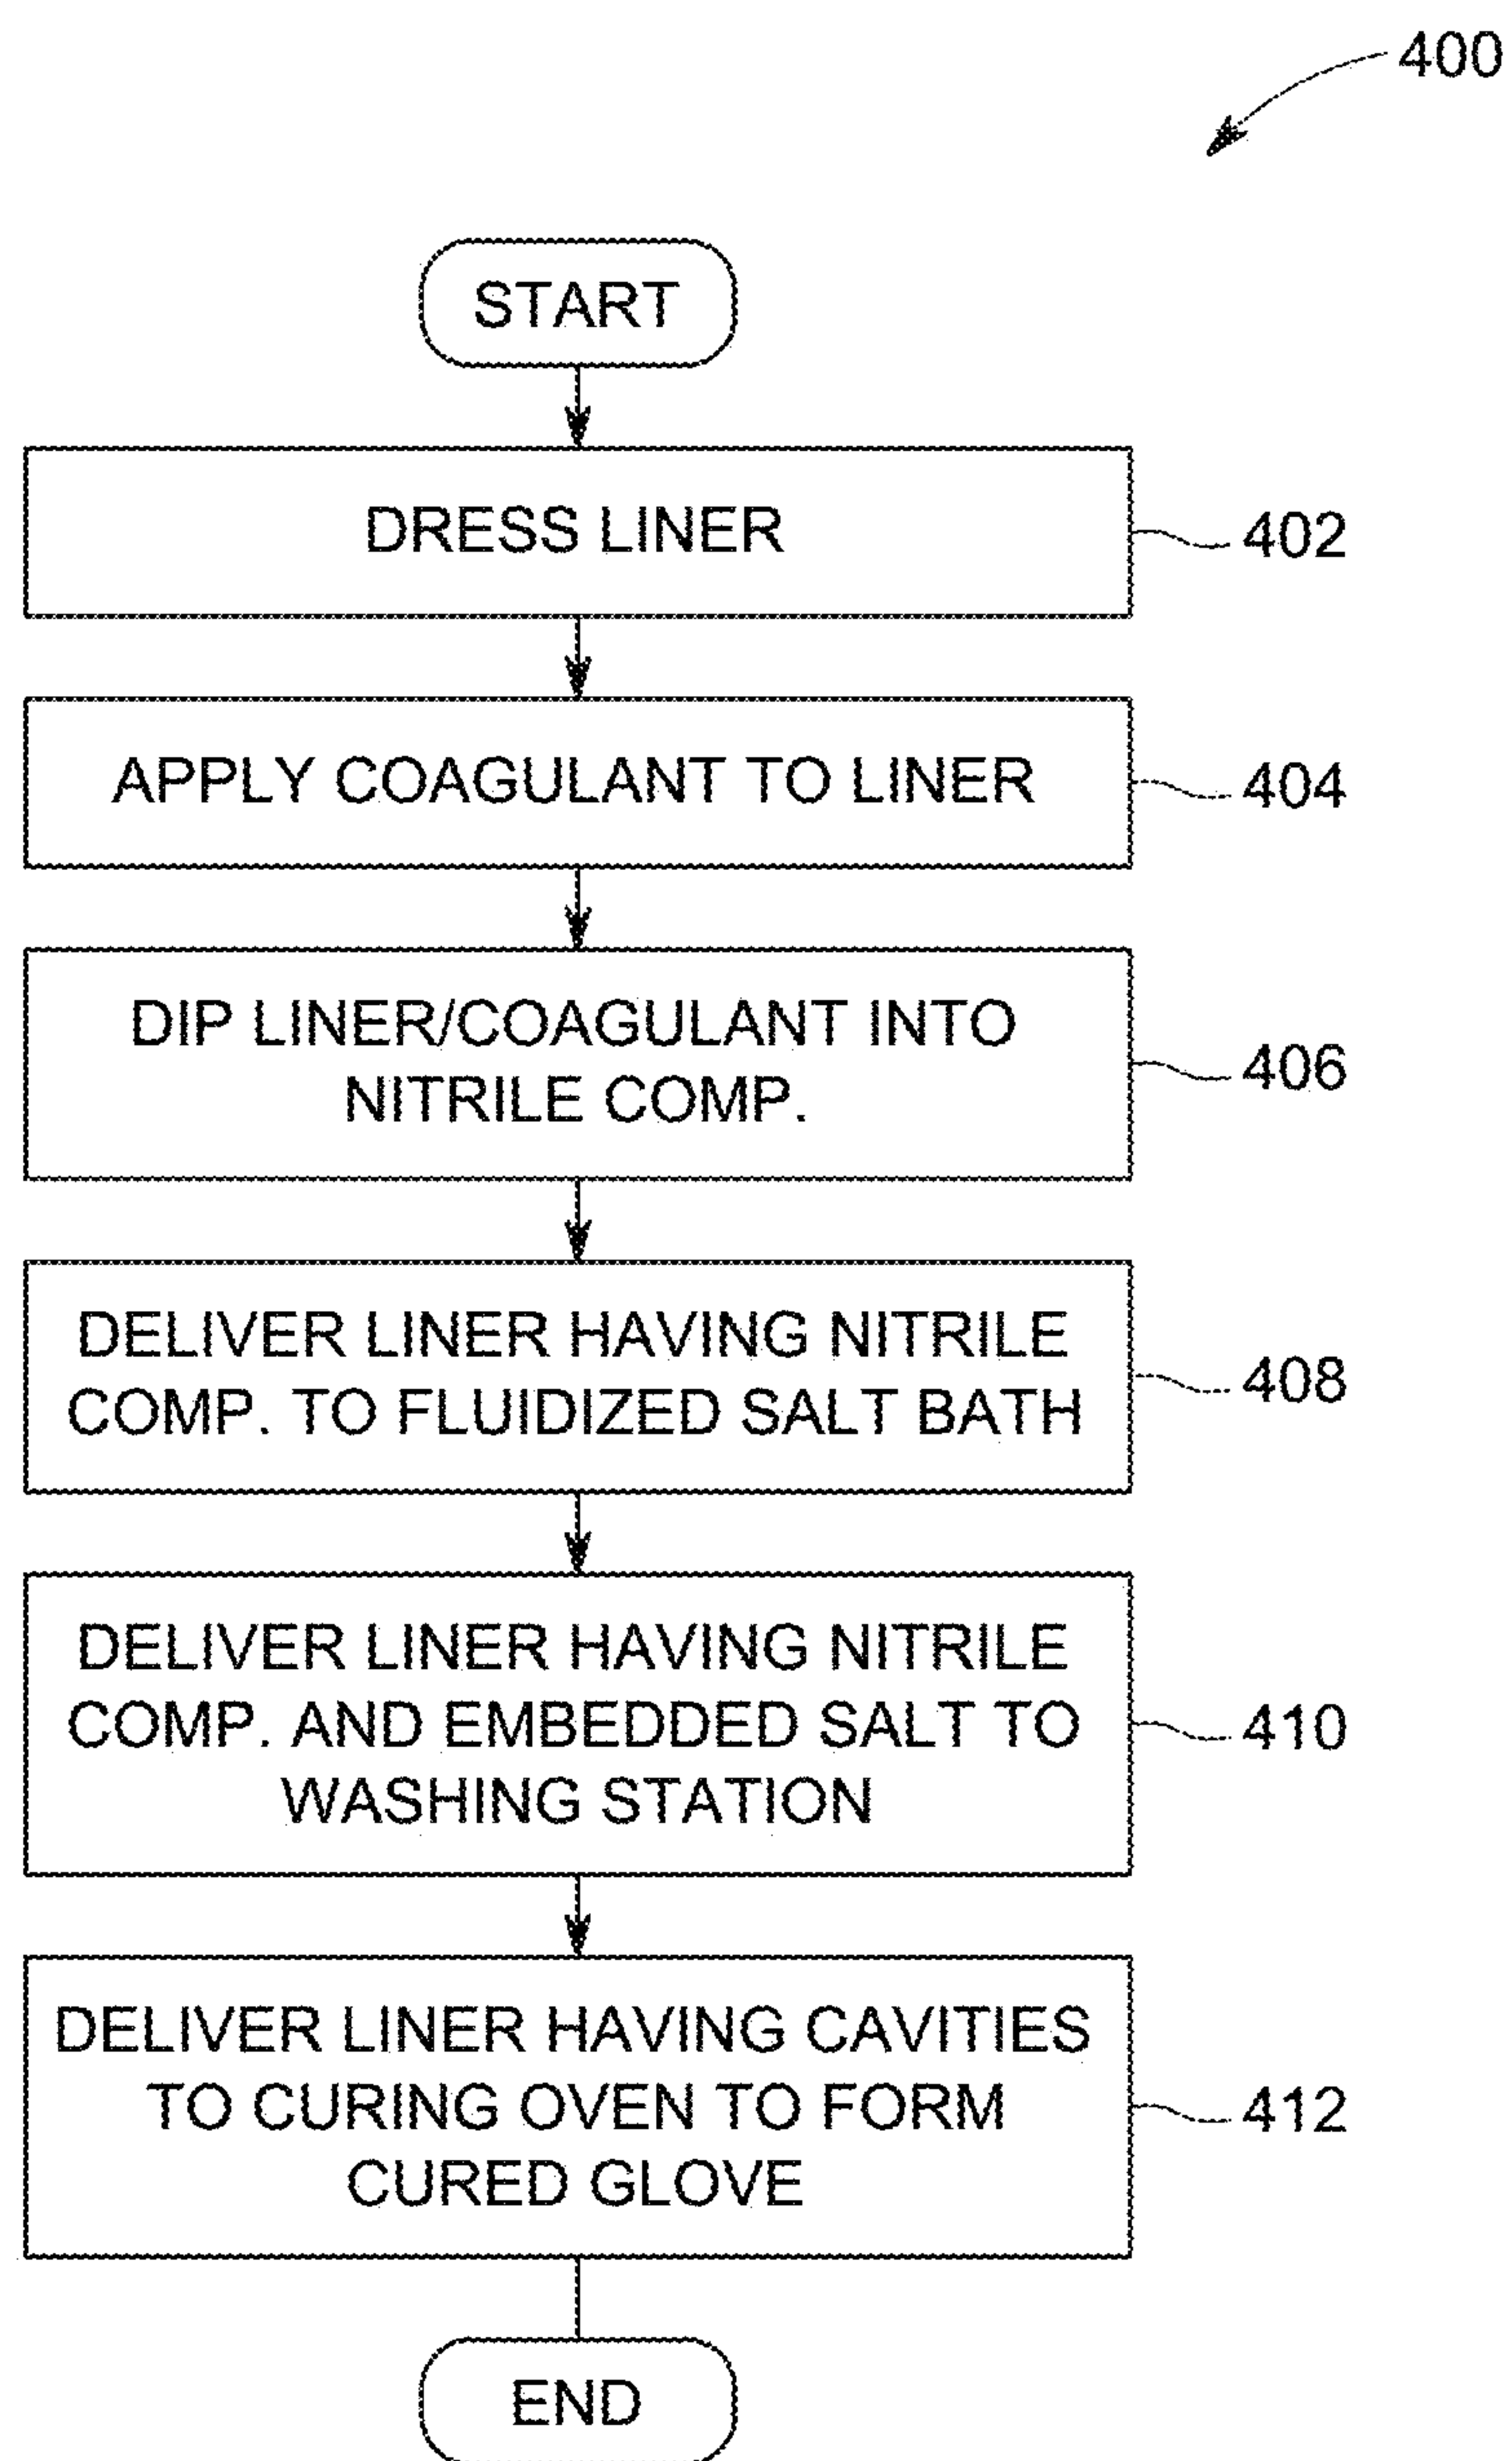 400
START
DRESS LINER
402
APPLY COAGULANT TO LINER
404
DIP LINER/COAGULANT INTO
NITRILE COMP.
406
DELIVER LINER HAVING NITRILE
COMP. TO FLUIDIZED SALT BATH
408
DELIVER LINER HAVING NITRILE
COMP. AND EMBEDDED SALT TO
WASHING STATION
410
DELIVER LINER HAVING CAVITIES
TO CURING OVEN TO FORM
CURED GLOVE
412
END